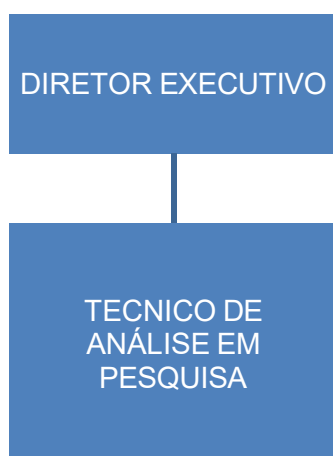 DIRETOR EXECUTIVO
TECNICO DE
ANÁLISE EM
PESQUISA